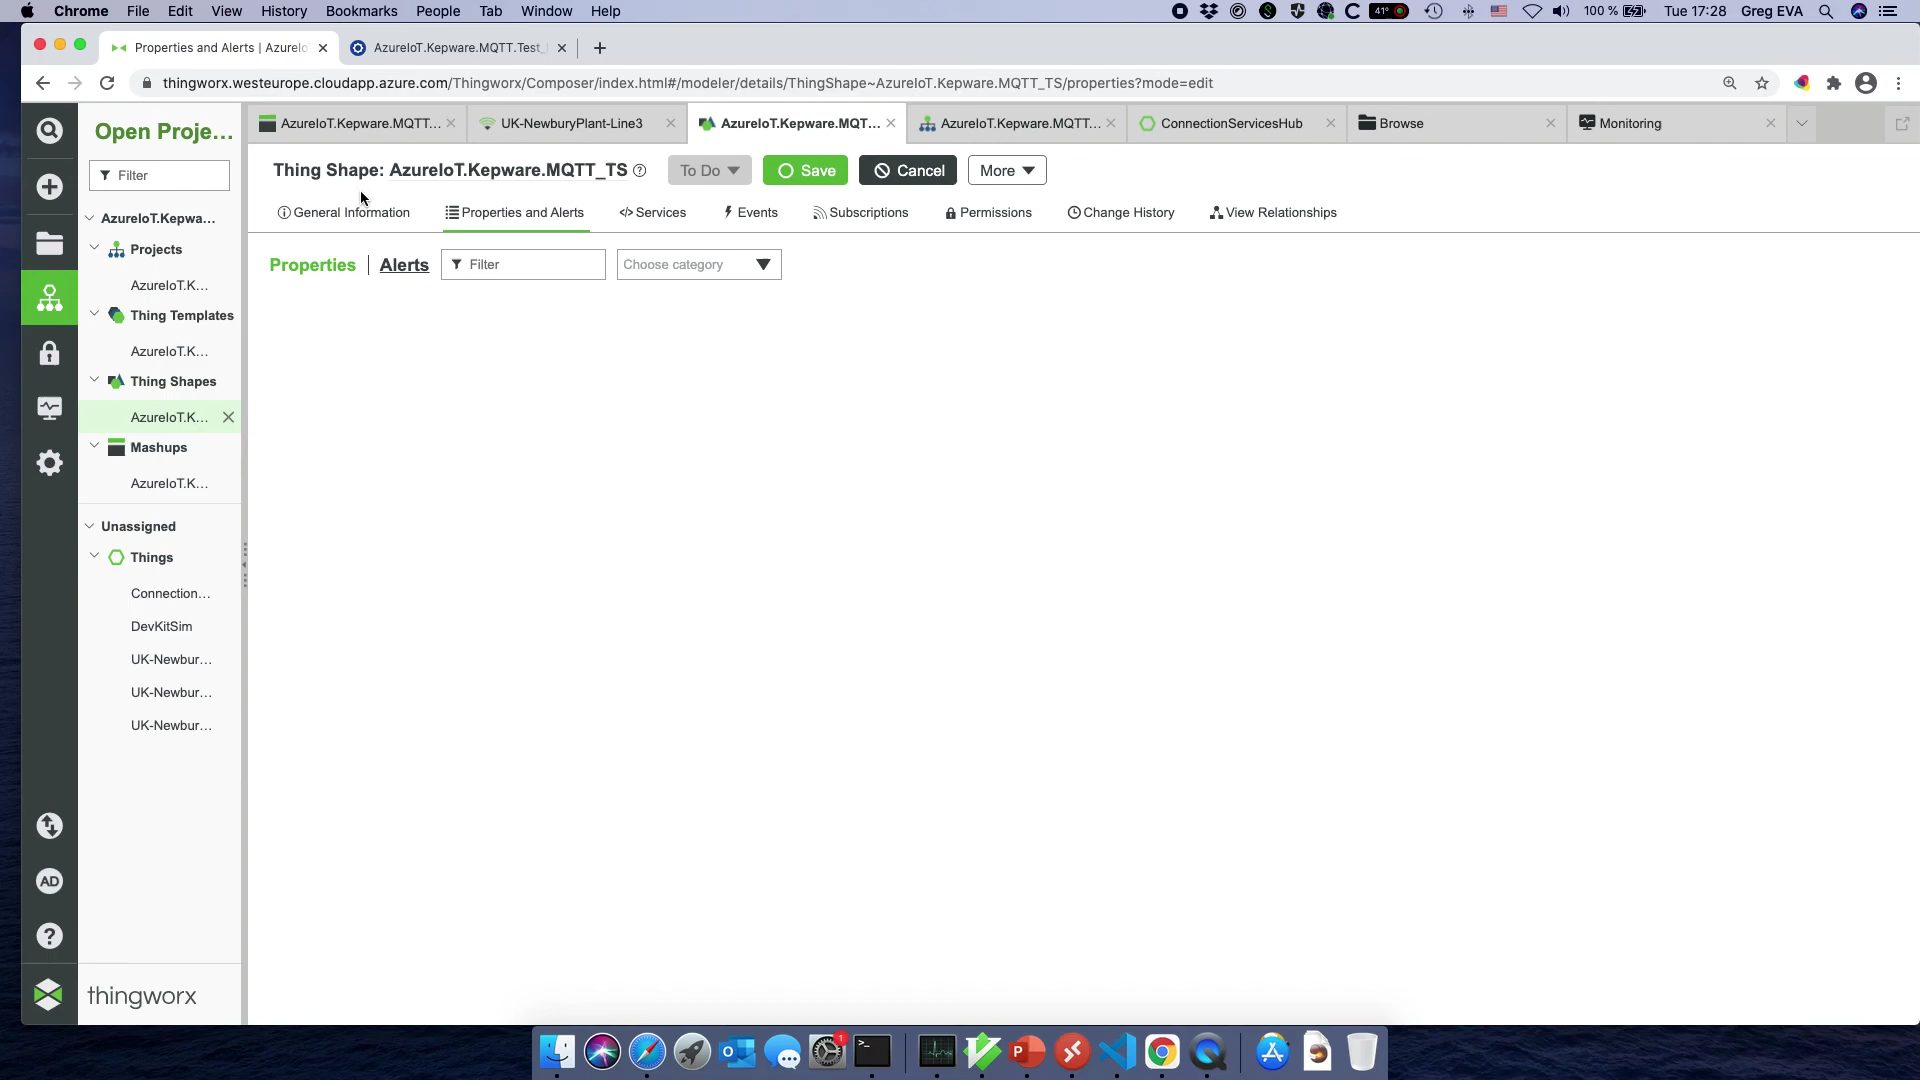 Chrome File Edit View History Bookmarks People Tab Window Help 41° 100 % Tue 17:28 Greg EVA
Properties and Alerts | AzureIo
AzureIoT.Kepware.MQTT.Test_
thingworx.westeurope.cloudapp.azure.com/Thingworx/Composer/index.html#/modeler/details/ThingShape~AzureIoT.Kepware.MQTT_TS/properties?mode=edit
Open Proje...
Filter
AzureIoT.Kepwa...
Projects
AzureIoT.K...
Thing Templates
AzureIoT.K...
Thing Shapes
AzureIoT.K...
Mashups
AzureIoT.K...
Unassigned
Things
Connection...
DevKitSim
UK-Newbur...
UK-Newbur...
UK-Newbur...
AD
thingworx
AzureIoT.Kepware.MQTT...
UK-NewburyPlant-Line3
AzureIoT.Kepware.MQT...
AzureIoT.Kepware.MQTT...
ConnectionServicesHub
Browse
Monitoring
Thing Shape: AzureIoT.Kepware.MQTT_TS
To Do
Save
Cancel
More
General Information
Properties and Alerts
Services
Events
Subscriptions
Permissions
Change History
View Relationships
Properties | Alerts
Filter
Choose category
1